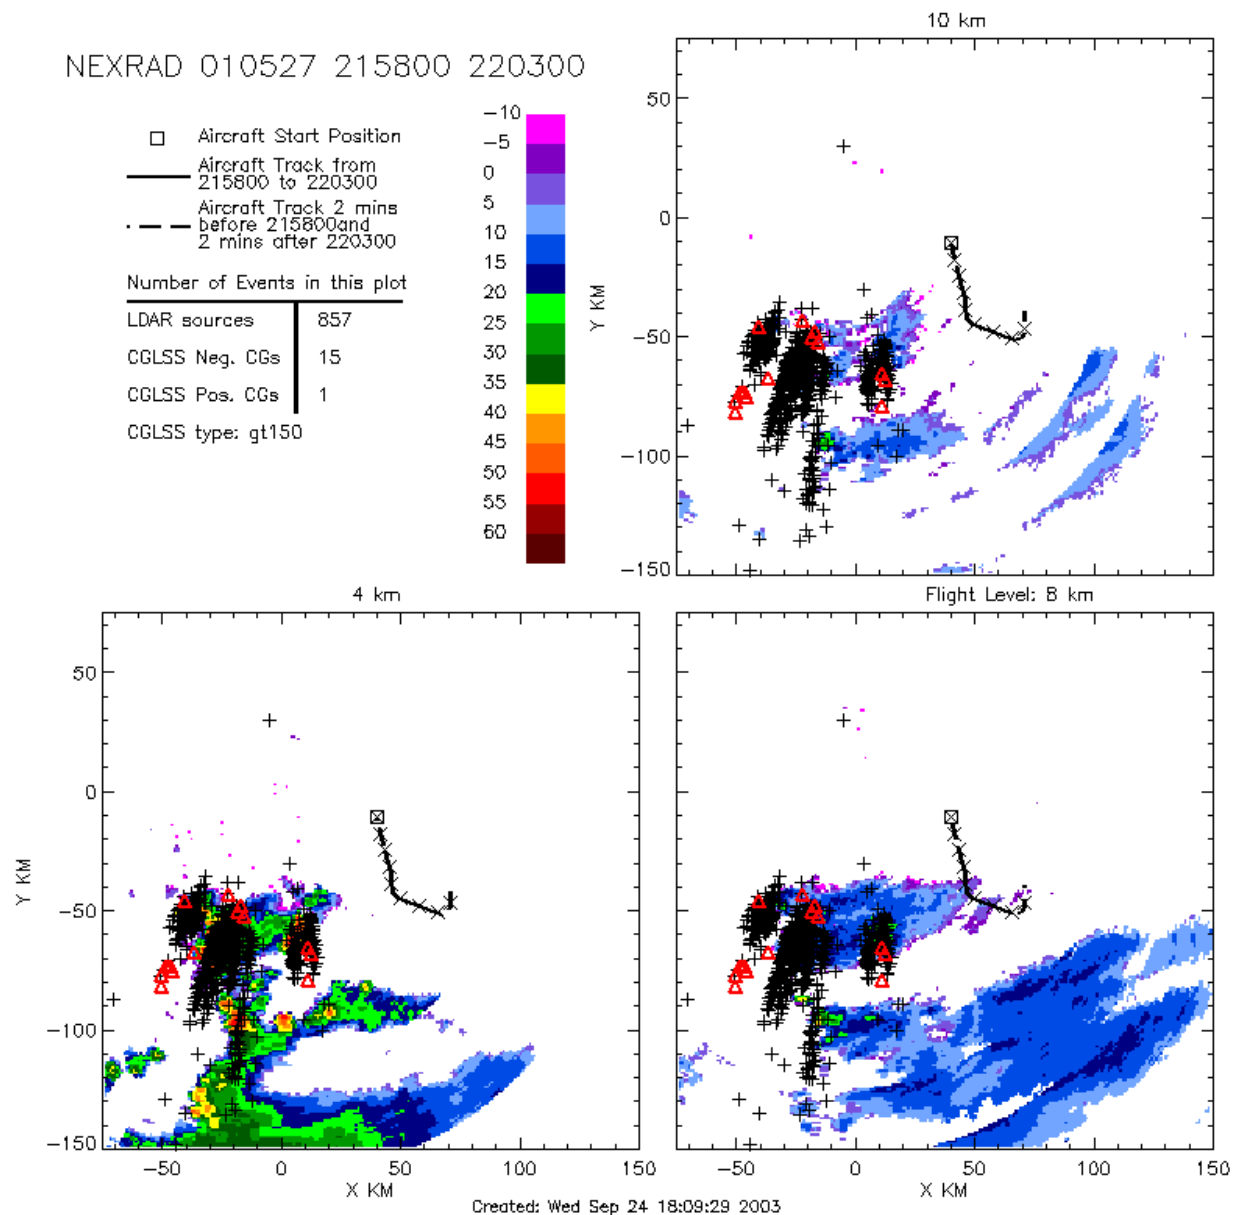 10 km
NEXRAD 010527 215800 220300
Aircraft Start Position
Aircraft Track from
215800 to 220300
Aircraft Track 2 mins
before 215800and
2 mins after 220300
Number of Events in this plot
LDAR sources 857
CGLSS Neg. CGs 15
CGLSS Pos. CGs 1
CGLSS type: gt150
-10
-5
0
5
10
15
20
25
30
35
40
45
50
55
60
Y KM
50
0
-50
-100
-150
4 km
Y KM
50
0
-50
-100
-150
-50 0 50 100 150
X KM
Flight Level: 8 km
50
0
-50
-100
-150
-50 0 50 100 150
X KM
Created: Wed Sep 24 18:09:29 2003